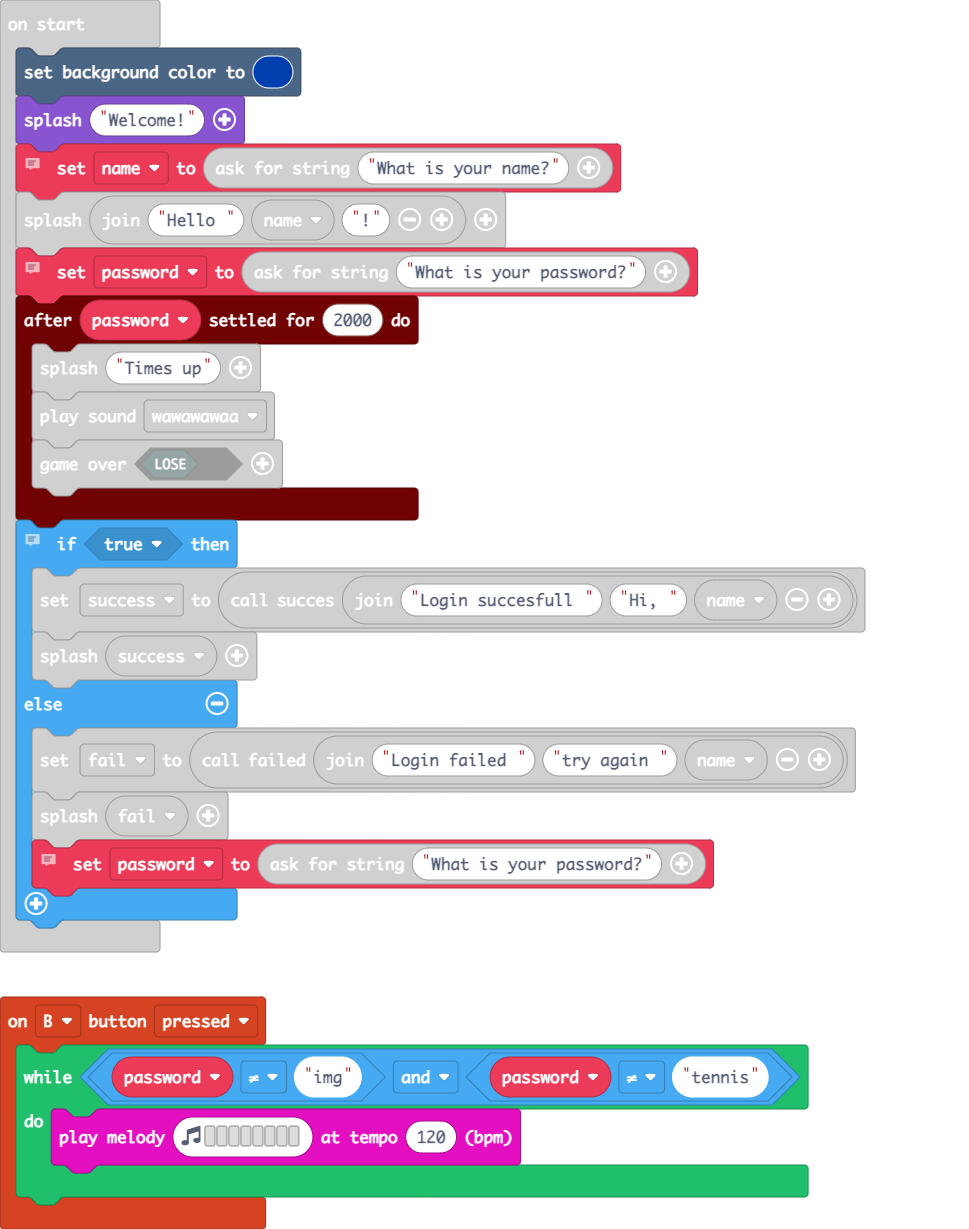 on start
set background color to
splash "Welcome!"
set name to ask for string "What is your name?"
splash join "Hello " name "!"
set password to ask for string "What is your password?"
after password settled for 2000 do
splash "Times up"
play sound wawawawaa
game over LOSE
if true then
set success to call succes join "Login succesfull " "Hi, " name
splash success
else
set fail to call failed join "Login failed " "try again " name
splash fail
set password to ask for string "What is your password?"
on B button pressed
while password ≠ "img" and password ≠ "tennis"
do
play melody at tempo 120 (bpm)